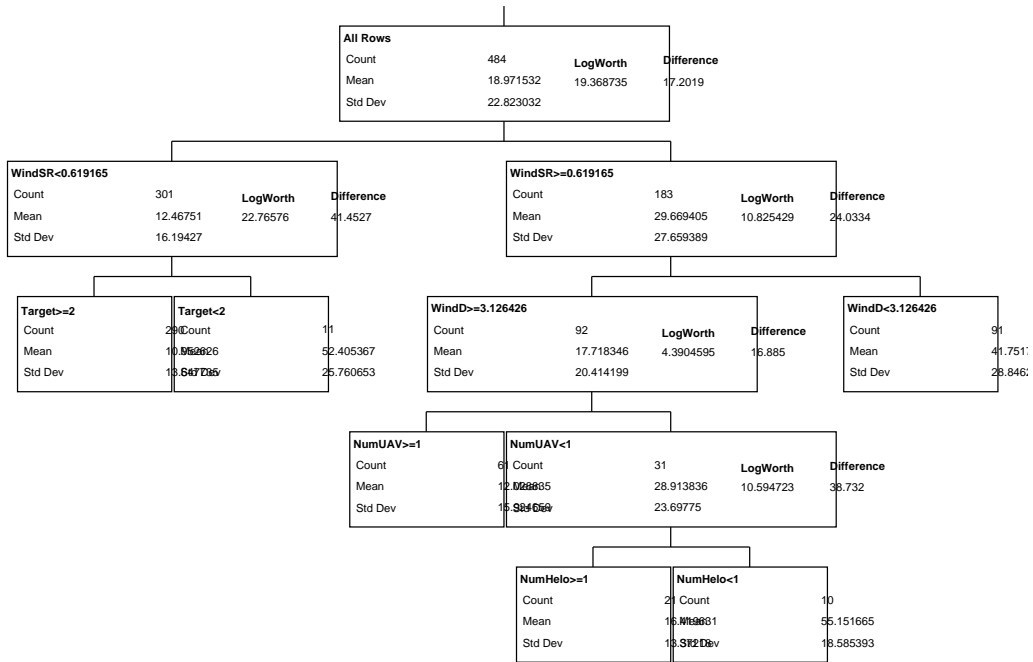 All Rows
Count 484 LogWorth Difference
Mean 18.971532 19.368735 17.2019
Std Dev 22.823032
WindSR<0.619165
Count 301 LogWorth Difference
Mean 12.46751 22.76576 41.4527
Std Dev 16.19427
WindSR>=0.619165
Count 183 LogWorth Difference
Mean 29.669405 10.825429 24.0334
Std Dev 27.659389
Target>=2
Count 290
Mean
Std Dev
Target<2
Count 11
Mean 52.405367
Std Dev 25.760653
WindD>=3.126426
Count 92 LogWorth Difference
Mean 17.718346 4.3904595 16.885
Std Dev 20.414199
WindD<3.126426
Count 91
Mean 41.7517
Std Dev
NumUAV>=1
Count 61
Mean
Std Dev
NumUAV<1
Count 31 LogWorth Difference
Mean 28.913836 10.594723 38.732
Std Dev 23.69775
NumHelo>=1
Count 21
Mean
Std Dev
NumHelo<1
Count 10
Mean 55.151665
Std Dev 18.585393